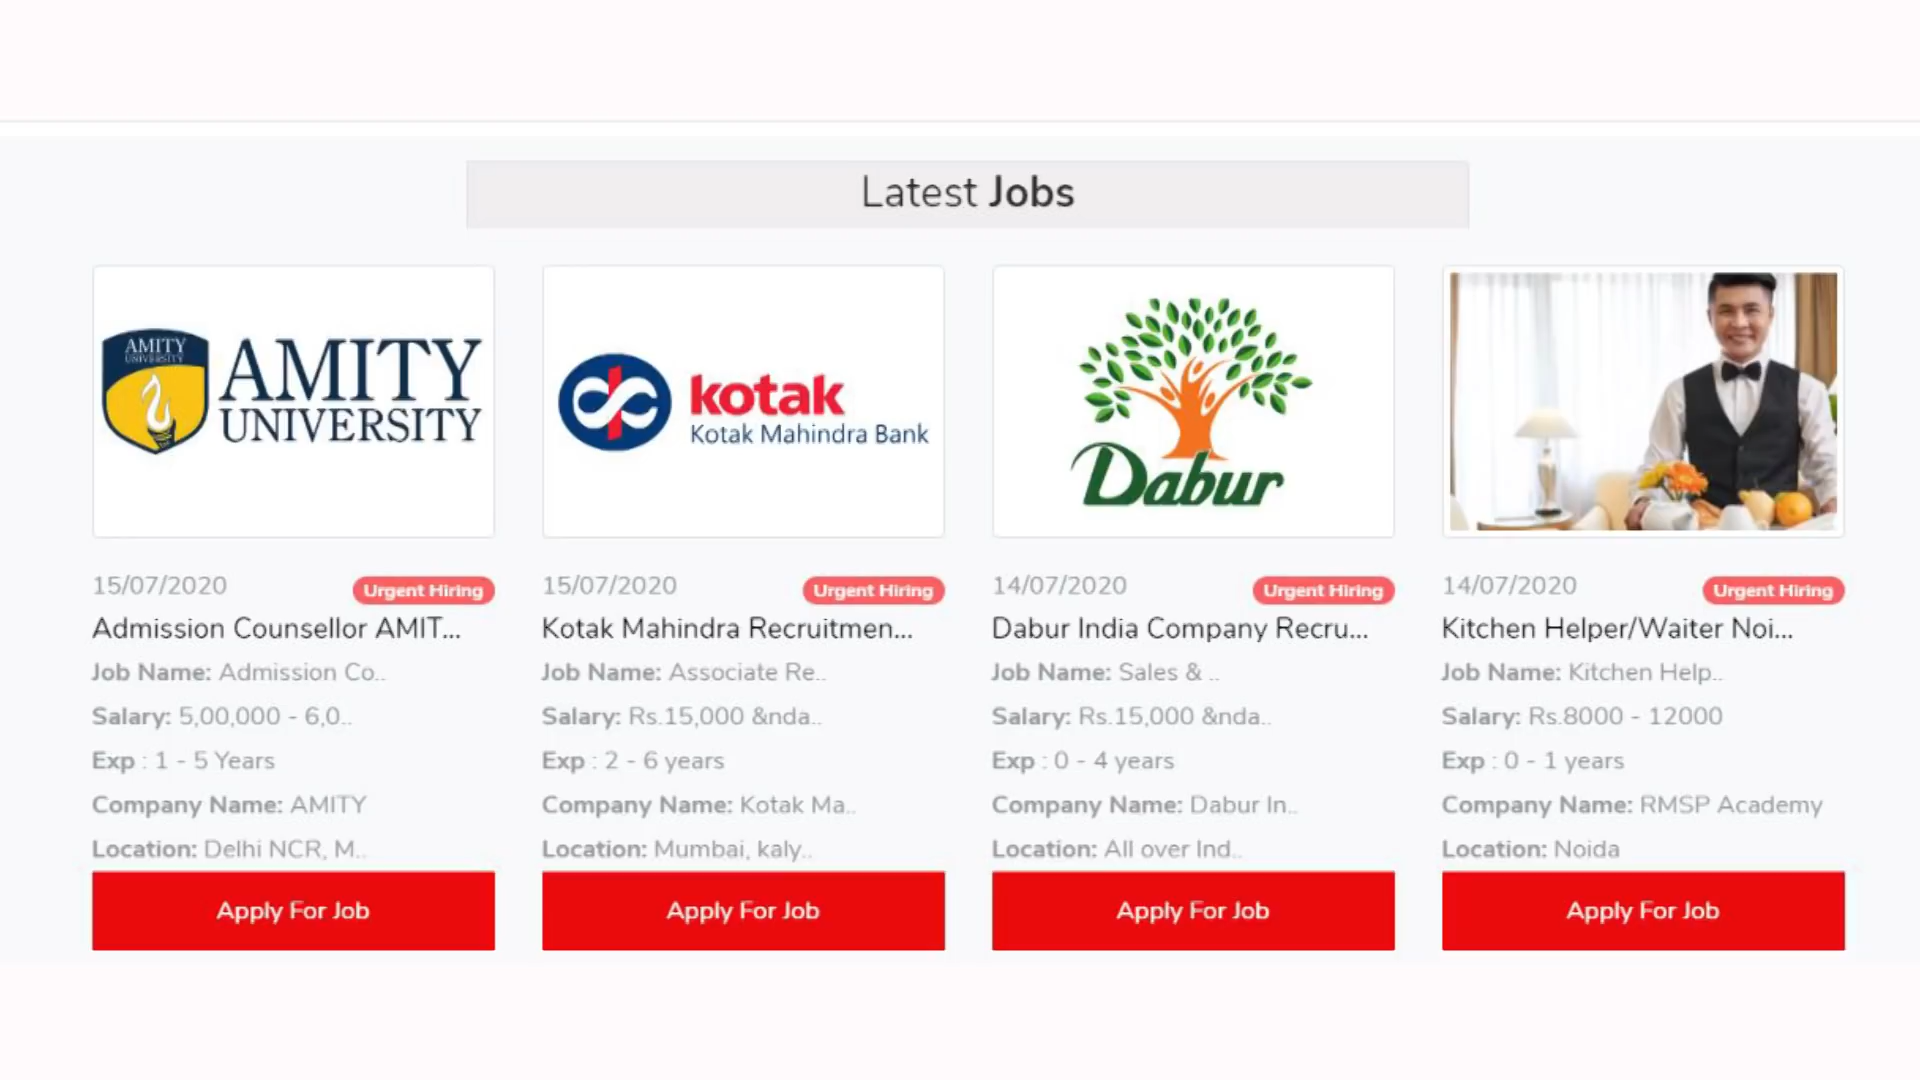 Latest Jobs
AMITY
UNIVERSITY
AMITY
UNIVERSITY
kotak
Kotak Mahindra Bank
Dabur
15/07/2020
Urgent Hiring
Admission Counsellor AMIT...
Job Name: Admission Co..
Salary: 5,00,000 - 6,0..
Exp : 1 - 5 Years
Company Name: AMITY
Location: Delhi NCR, M..
Apply For Job
15/07/2020
Urgent Hiring
Kotak Mahindra Recruitmen...
Job Name: Associate Re..
Salary: Rs.15,000 &nda..
Exp : 2 - 6 years
Company Name: Kotak Ma..
Location: Mumbai, kaly..
Apply For Job
14/07/2020
Urgent Hiring
Dabur India Company Recru...
Job Name: Sales & ..
Salary: Rs.15,000 &nda..
Exp : 0 - 4 years
Company Name: Dabur In..
Location: All over Ind..
Apply For Job
14/07/2020
Urgent Hiring
Kitchen Helper/Waiter Noi...
Job Name: Kitchen Help..
Salary: Rs.8000 - 12000
Exp : 0 - 1 years
Company Name: RMSP Academy
Location: Noida
Apply For Job